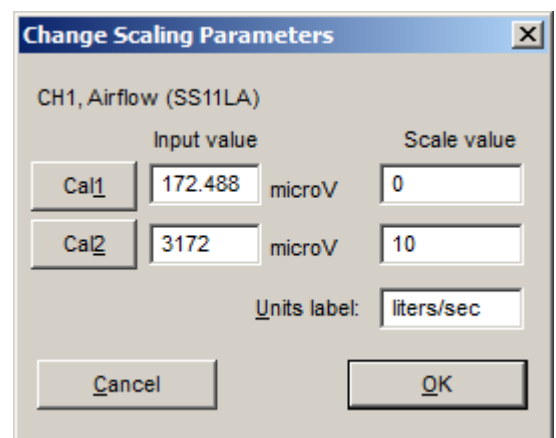 Change Scaling Parameters
CH1, Airflow (SS11LA)
Input value Scale value
Cal1 172.488 microV 0
Cal2 3172 microV 10
Units label: liters/sec
Cancel OK